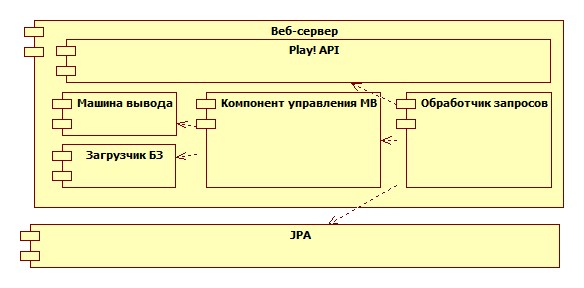 Веб-сервер
Play! API
Машина вывода
Компонент управления МВ
Обработчик запросов
Загрузчик БЗ
JPA